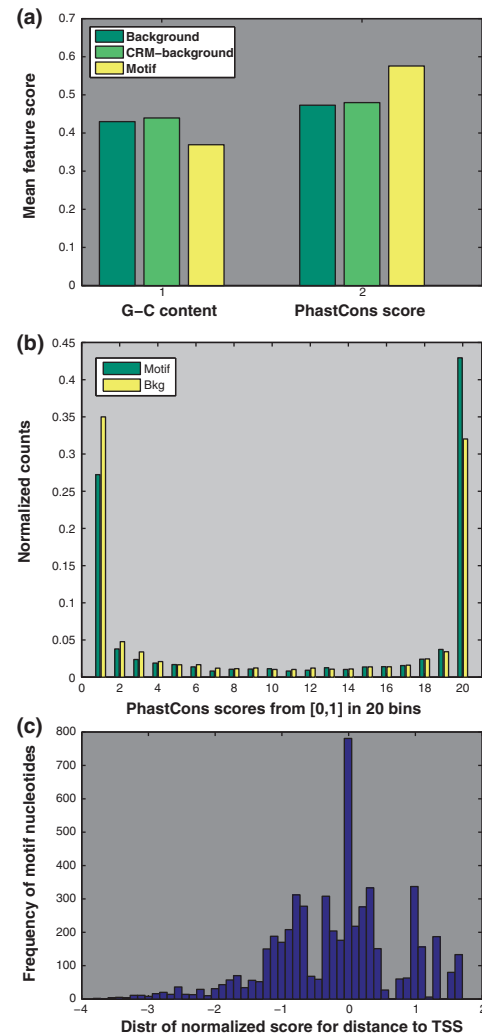 (a)
0.7
0.6
0.5
0.4
0.3
0.2
0.1
0
Mean feature score
Background
CRM−background
Motif
1
2
G−C content
PhastCons score
(b)
0.45
0.4
0.35
0.3
0.25
0.2
0.15
0.1
0.05
0
Normalized counts
Motif
Bkg
0 2 4 6 8 10 12 14 16 18 20
PhastCons scores from [0,1] in 20 bins
(c)
800
700
600
500
400
300
200
100
0
Frequency of motif nucleotides
−4 −3 −2 −1 0 1 2
Distr of normalized score for distance to TSS